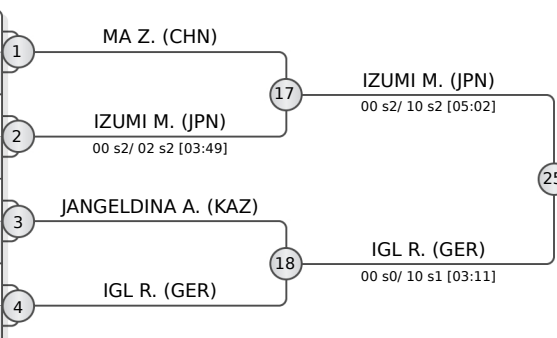 MA Z. (CHN)
1
17
IZUMI M. (JPN)
00 s2/ 10 s2 [05:02]
IZUMI M. (JPN)
2
00 s2/ 02 s2 [03:49]
25
JANGELDINA A. (KAZ)
3
18
IGL R. (GER)
00 s0/ 10 s1 [03:11]
IGL R. (GER)
4